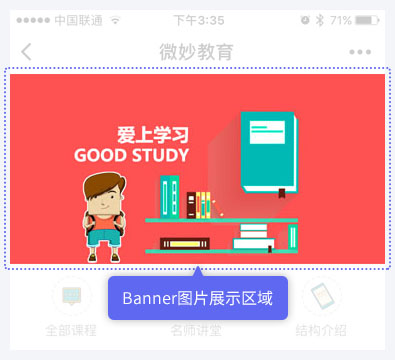 中国联通
下午3:35
71%
微妙教育
爱上学习
GOOD STUDY
Banner图片展示区域
全部课程
名师讲堂
结构介绍